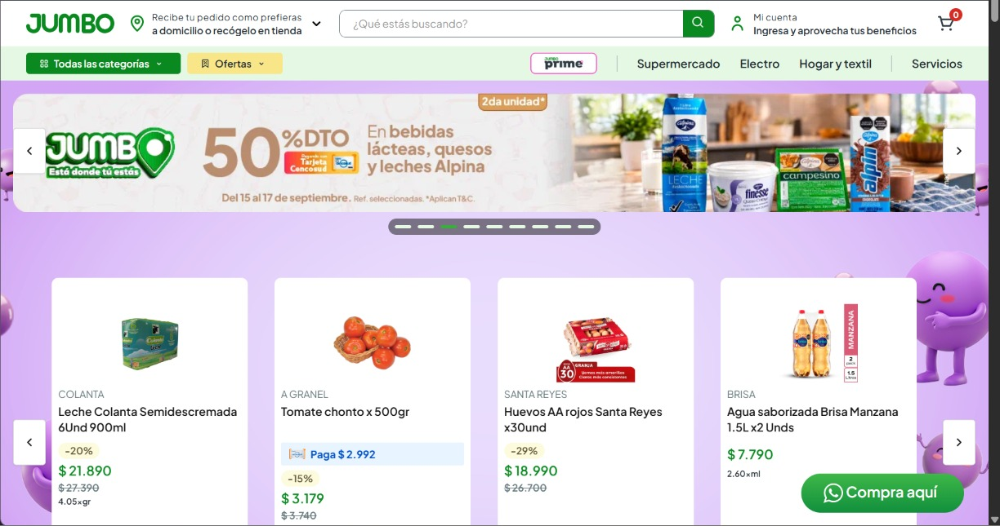 JUMBO
Recibe tu pedido como prefieras
a domicilio o recógelo en tienda
¿Qué estás buscando?
Mi cuenta
Ingresa y aprovecha tus beneficios
0
Todas las categorías
Ofertas
JUMBO
prime
Supermercado
Electro
Hogar y textil
Servicios
2da unidad*
JUMBO
Está donde tú estás
50%DTO
Pagando con
Tarjeta
Cencosud
En bebidas
lácteas, quesos
y leches Alpina
Del 15 al 17 de septiembre. Ref. seleccionadas. *Aplican T&C.
LECHE
finesse
campesino
alpin
COLANTA
Leche Colanta Semidescremada
6Und 900ml
-20%
$ 21.890
$ 27.390
4.05×gr
A GRANEL
Tomate chonto x 500gr
Paga $ 2.992
-15%
$ 3.179
$ 3.740
AA
30
GRANJA
Yemas más amarillas
Claras más consistentes
SANTA REYES
Huevos AA rojos Santa Reyes
x30und
-29%
$ 18.990
$ 26.700
MANZANA
2
pack
1.5
Litros
BRISA
Agua saborizada Brisa Manzana
1.5L x2 Unds
$ 7.790
2.60×ml
Compra aquí